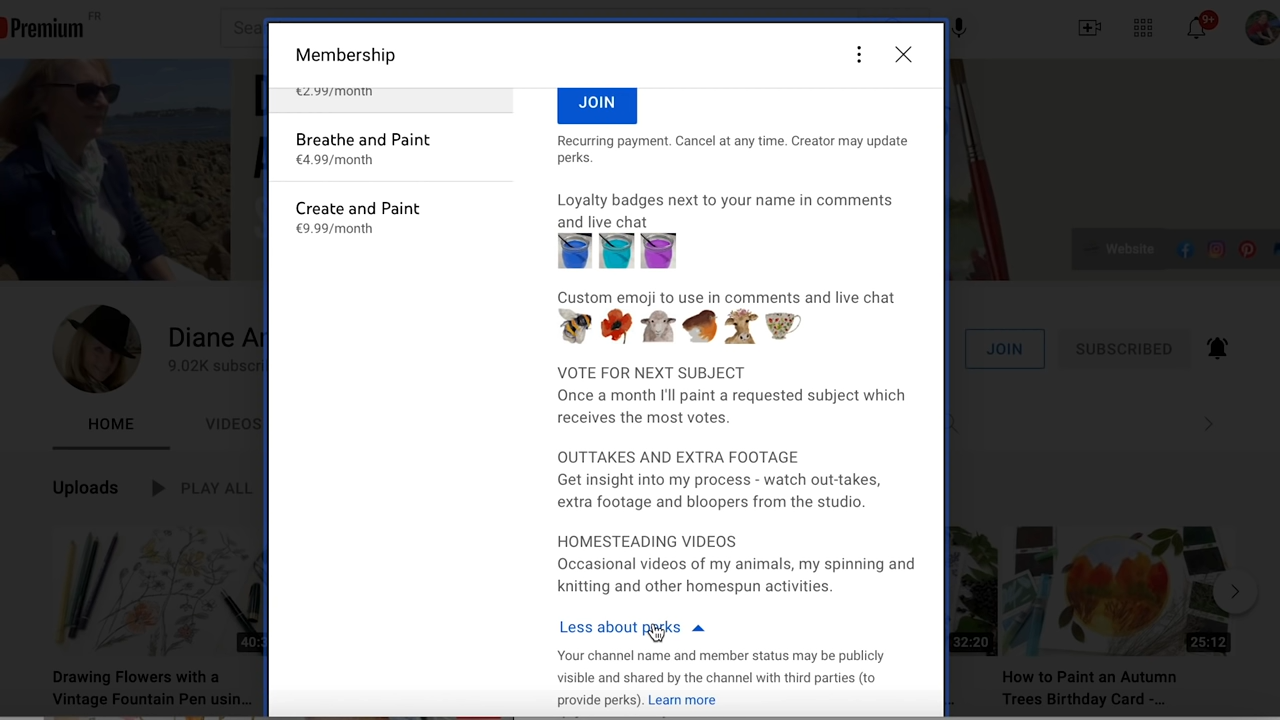 Premium FR
Sea
9+
Membership
€2.99/month
Breathe and Paint
€4.99/month
Create and Paint
€9.99/month
JOIN
Recurring payment. Cancel at any time. Creator may update
perks.
Loyalty badges next to your name in comments
and live chat
Custom emoji to use in comments and live chat
VOTE FOR NEXT SUBJECT
Once a month I'll paint a requested subject which
receives the most votes.
OUTTAKES AND EXTRA FOOTAGE
Get insight into my process - watch out-takes,
extra footage and bloopers from the studio.
HOMESTEADING VIDEOS
Occasional videos of my animals, my spinning and
knitting and other homespun activities.
Less about perks
Your channel name and member status may be publicly
visible and shared by the channel with third parties (to
provide perks). Learn more
Website
Diane An
9.02K subscri
JOIN
SUBSCRIBED
HOME
VIDEOS
Uploads
PLAY ALL
40:3
32:20
25:12
Drawing Flowers with a
Vintage Fountain Pen usin...
How to Paint an Autumn
Trees Birthday Card -...